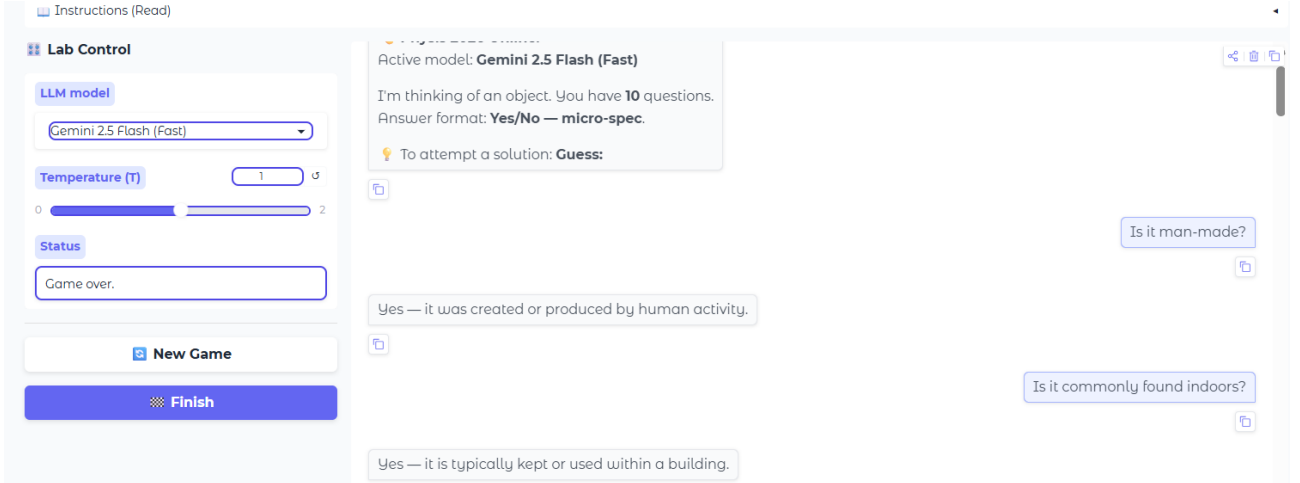 Instructions (Read)
Lab Control
LLM model
Gemini 2.5 Flash (Fast)
Temperature (T)
1
0
2
Status
Game over.
New Game
Finish
Active model: Gemini 2.5 Flash (Fast)
I'm thinking of an object. You have 10 questions.
Answer format: Yes/No — micro-spec.
To attempt a solution: Guess:
Is it man-made?
Yes — it was created or produced by human activity.
Is it commonly found indoors?
Yes — it is typically kept or used within a building.